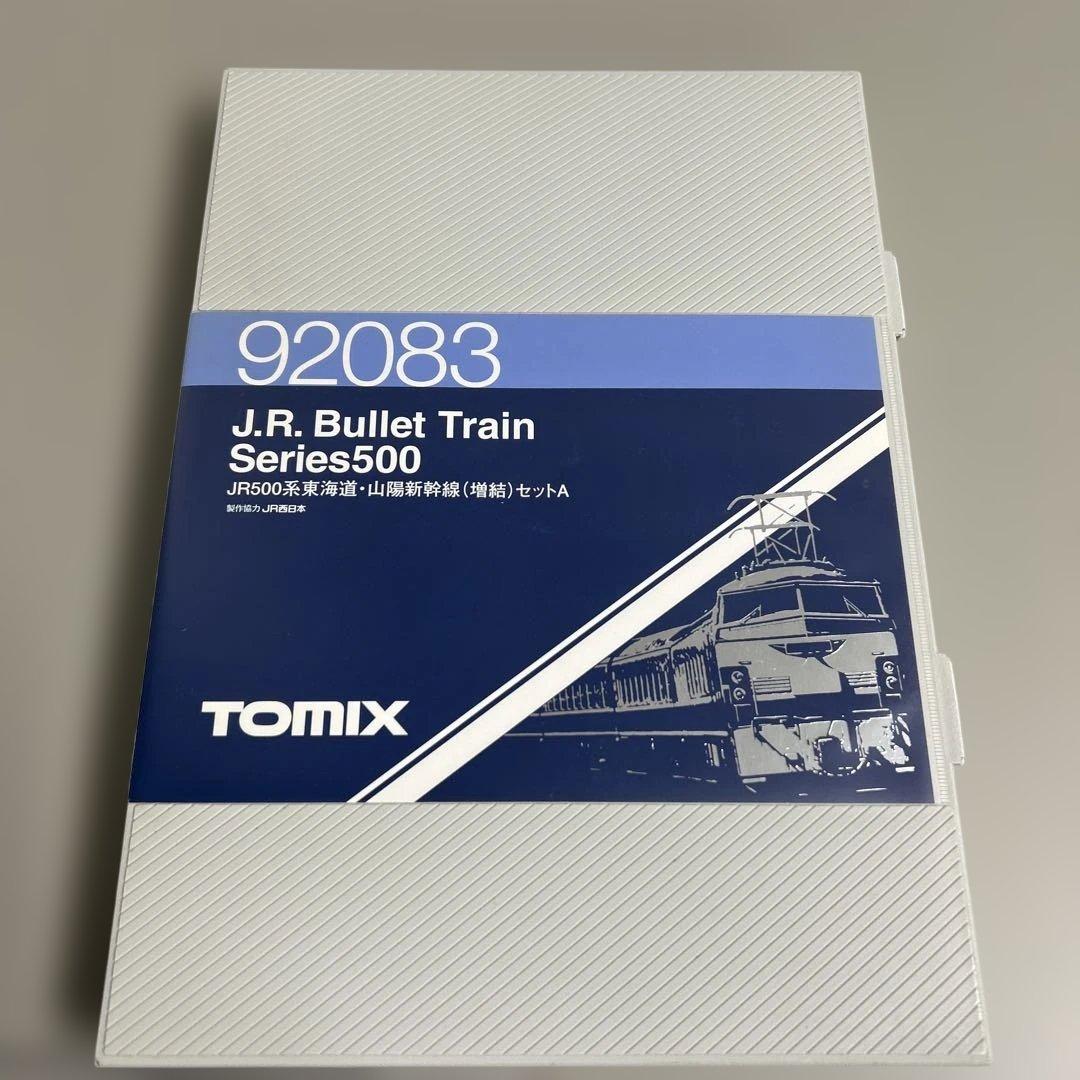 92083
J.R. Bullet Train
Series500
JR500系東海道・山陽新幹線(増結)セットA
製作協力 JR西日本
TOMIX